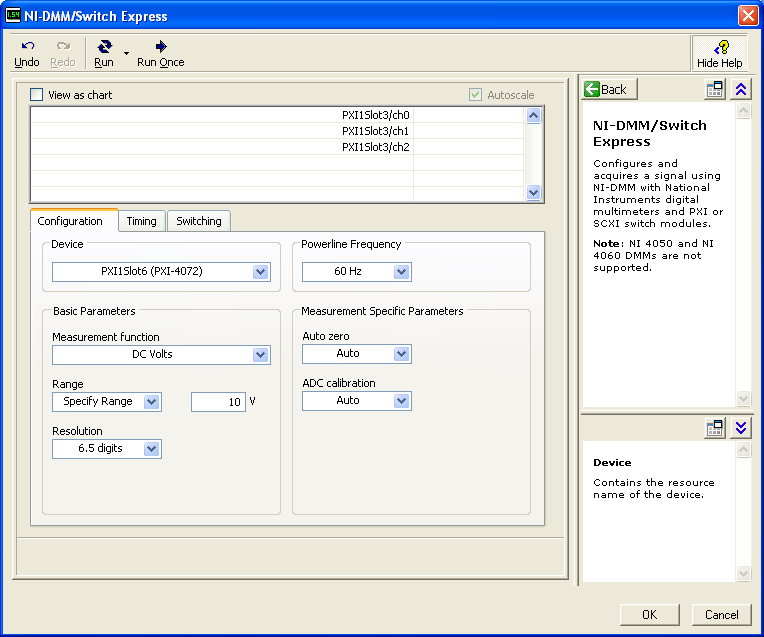 NI-DMM/Switch Express
Undo
Redo
Run
Run Once
Hide Help
View as chart
Autoscale
PXI1Slot3/ch0
PXI1Slot3/ch1
PXI1Slot3/ch2
Configuration
Timing
Switching
Device
PXI1Slot6 (PXI-4072)
Powerline Frequency
60 Hz
Basic Parameters
Measurement function
DC Volts
Range
Specify Range
10 V
Resolution
6.5 digits
Measurement Specific Parameters
Auto zero
Auto
ADC calibration
Auto
Back
NI-DMM/Switch
Express
Configures and
acquires a signal using
NI-DMM with National
Instruments digital
multimeters and PXI or
SCXI switch modules.
Note: NI 4050 and NI
4060 DMMs are not
supported.
Device
Contains the resource
name of the device.
OK
Cancel